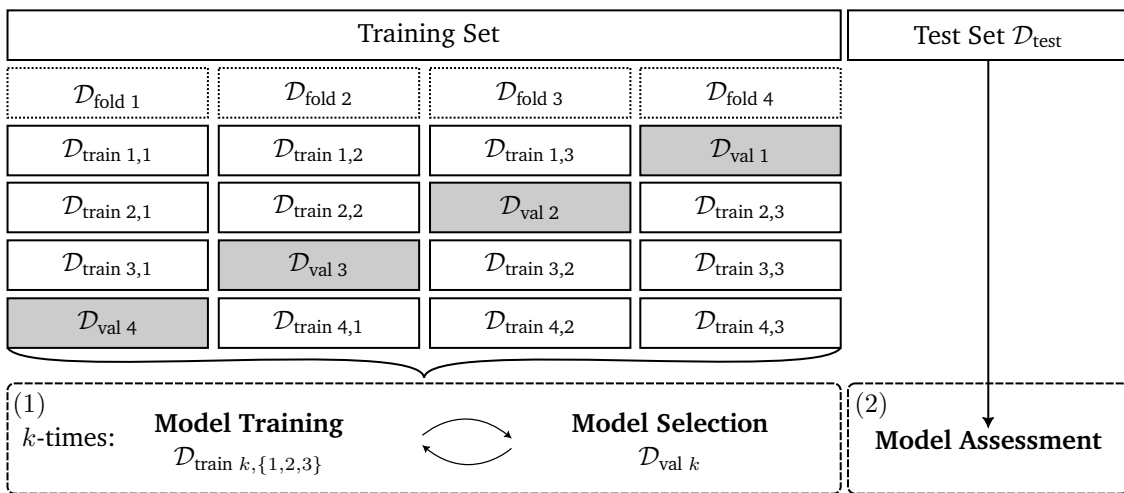 Training Set
Test Set 𝒟test
𝒟fold 1 𝒟fold 2 𝒟fold 3 𝒟fold 4
𝒟train 1,1 𝒟train 1,2 𝒟train 1,3 𝒟val 1
𝒟train 2,1 𝒟train 2,2 𝒟val 2 𝒟train 2,3
𝒟train 3,1 𝒟val 3 𝒟train 3,2 𝒟train 3,3
𝒟val 4 𝒟train 4,1 𝒟train 4,2 𝒟train 4,3
(1)
k-times:
Model Training
𝒟train k,{1,2,3}
Model Selection
𝒟val k
(2)
Model Assessment